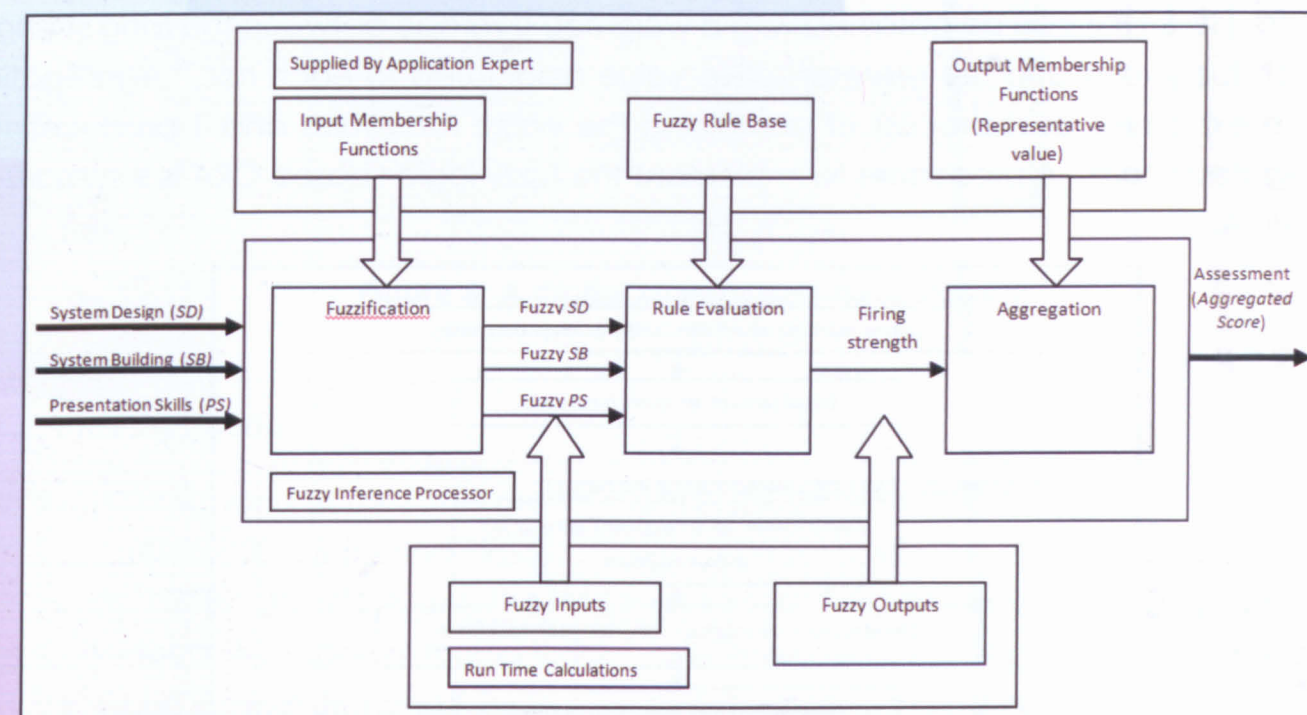 Supplied By Application Expert
Input Membership
Functions
Fuzzy Rule Base
Output Membership
Functions
(Representative
value)
System Design (SD)
System Building (SB)
Presentation Skills (PS)
Fuzzification
Fuzzy SD
Fuzzy SB
Fuzzy PS
Rule Evaluation
Firing
strength
Aggregation
Assessment
(Aggregated
Score)
Fuzzy Inference Processor
Fuzzy Inputs
Fuzzy Outputs
Run Time Calculations